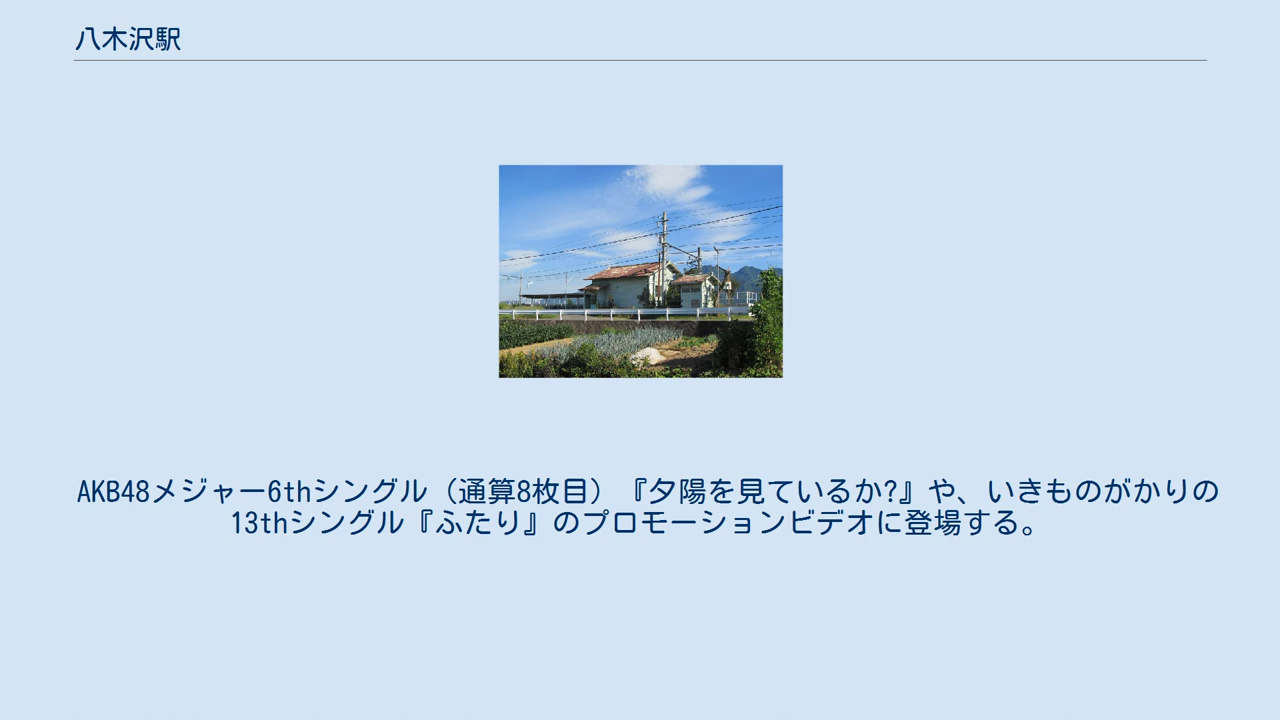 八木沢駅
AKB48メジャー6thシングル（通算8枚目）『夕陽を見ているか?』や、いきものがかりの
13thシングル『ふたり』のプロモーションビデオに登場する。